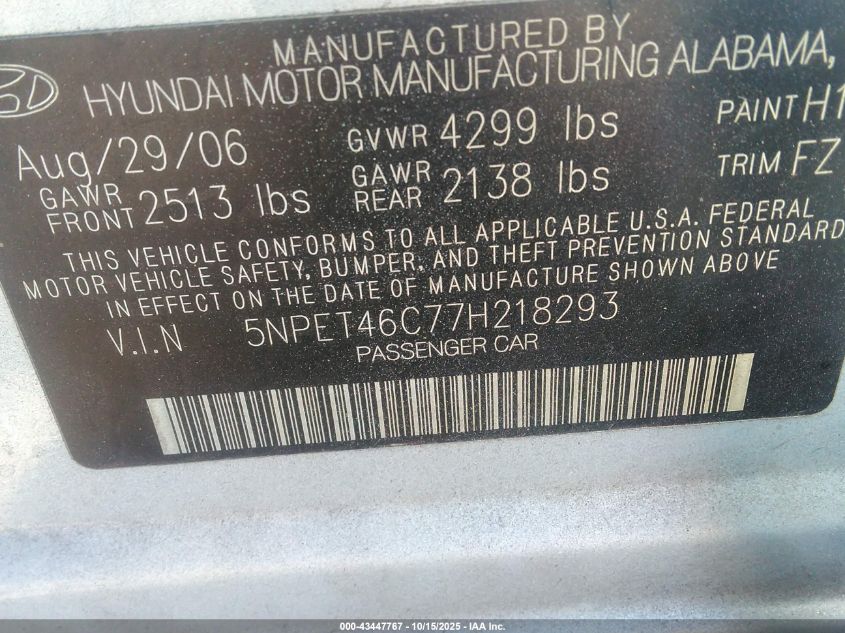 MANUFACTURED BY
HYUNDAI MOTOR MANUFACTURING ALABAMA,
Aug/29/06 GVWR 4299 lbs PAINT H1
GAWR FRONT 2513 lbs GAWR REAR 2138 lbs TRIM FZ
THIS VEHICLE CONFORMS TO ALL APPLICABLE U.S.A. FEDERAL
MOTOR VEHICLE SAFETY, BUMPER, AND THEFT PREVENTION STANDARD
IN EFFECT ON THE DATE OF MANUFACTURE SHOWN ABOVE
V.I.N 5NPET46C77H218293
PASSENGER CAR
000-43447767 - 10/15/2025 - IAA Inc.